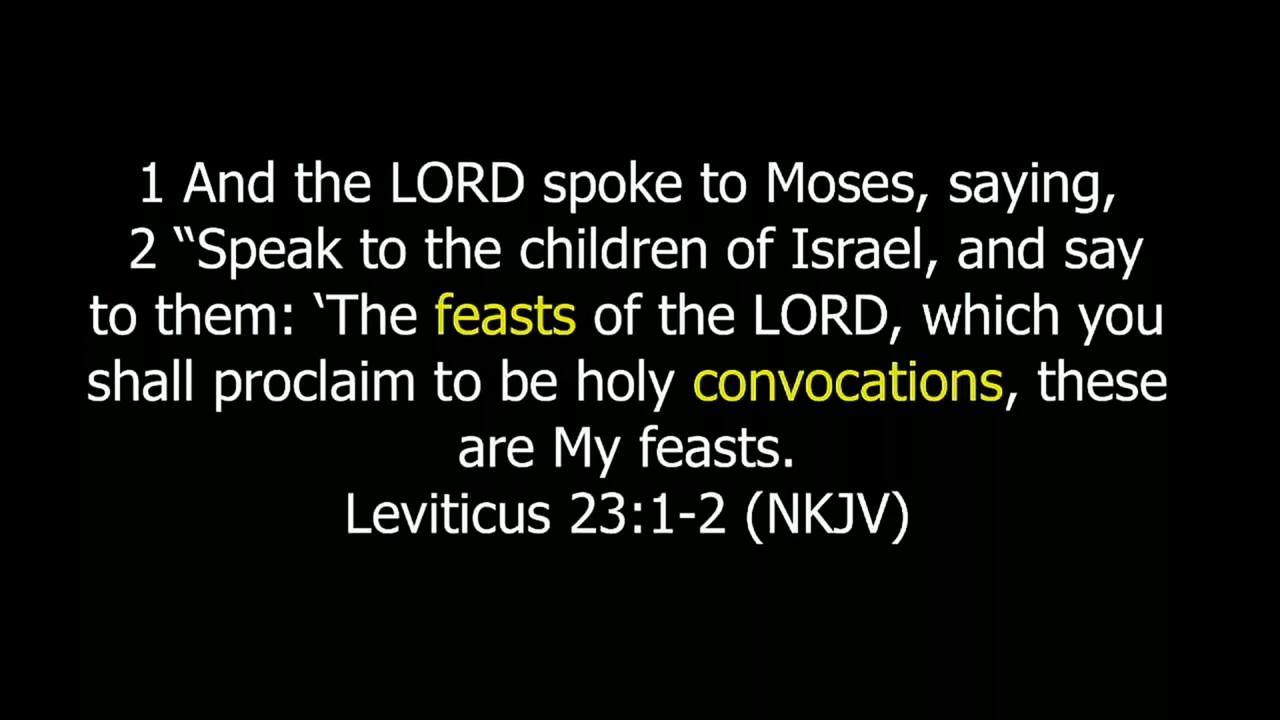 1 And the LORD spoke to Moses, saying,
2 “Speak to the children of Israel, and say
to them: ‘The feasts of the LORD, which you
shall proclaim to be holy convocations, these
are My feasts.
Leviticus 23:1-2 (NKJV)